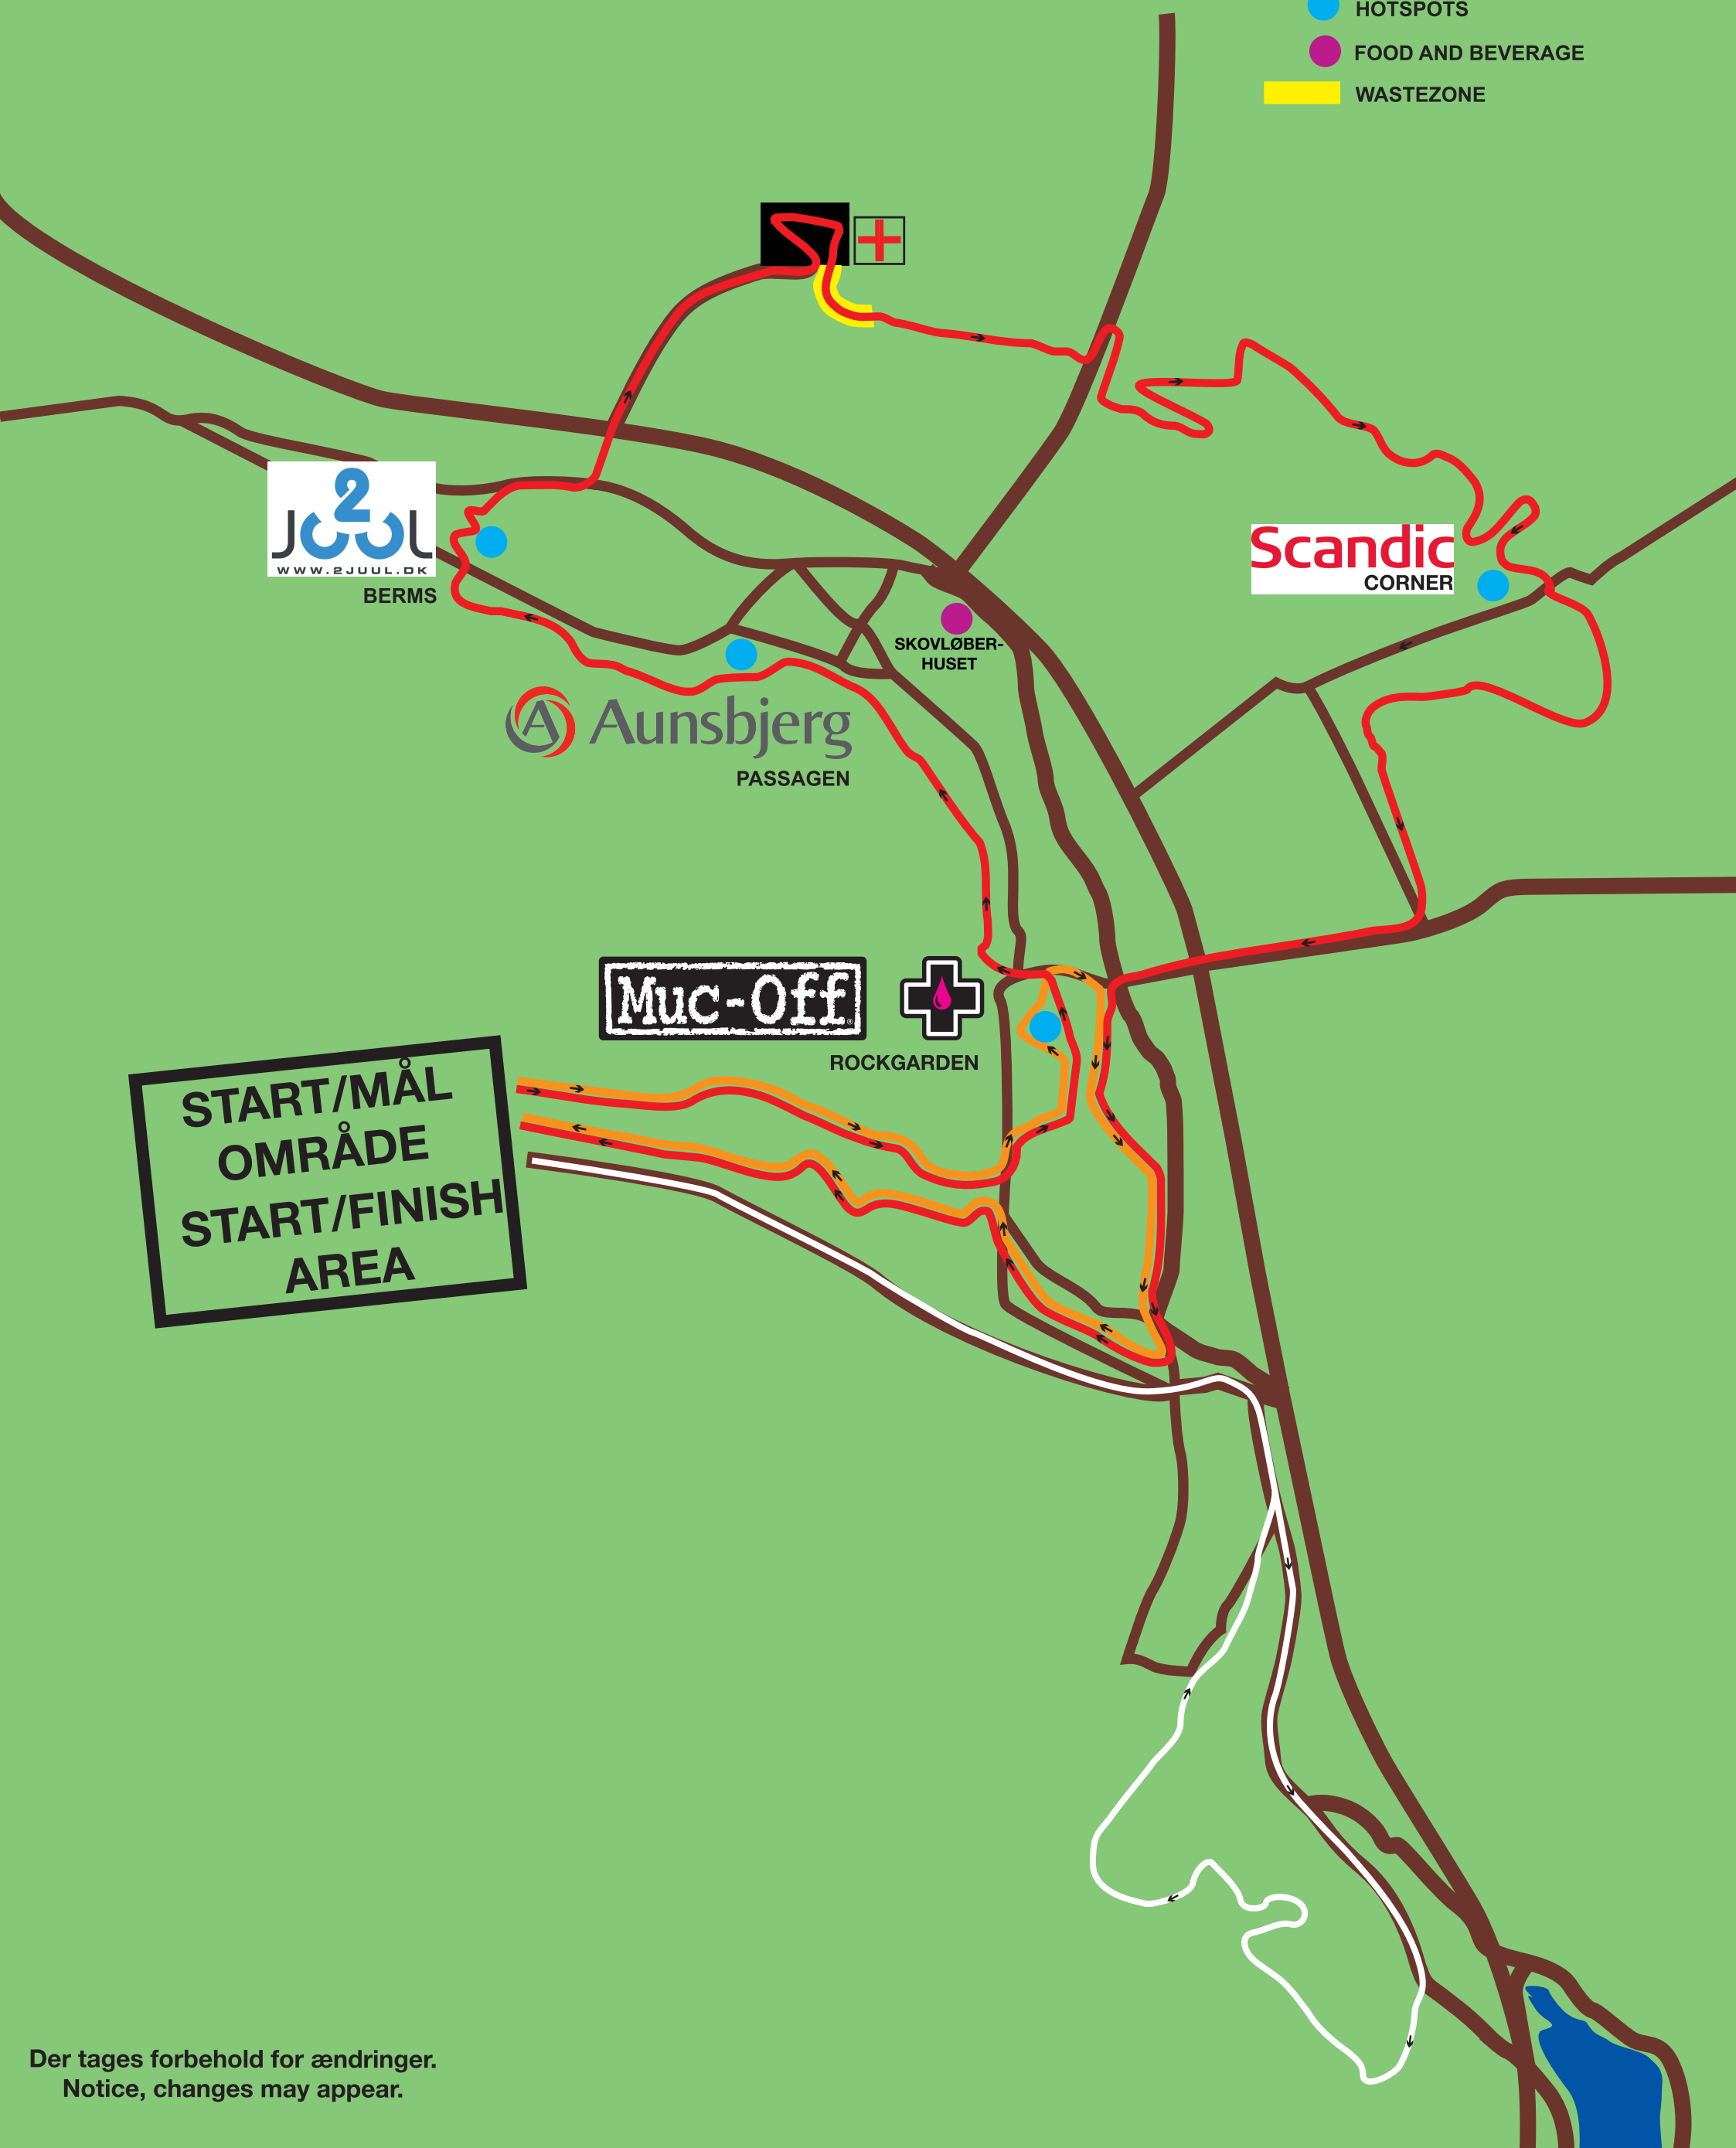 HOTSPOTS
FOOD AND BEVERAGE
WASTEZONE
2
JUUL
WWW.2JUUL.DK
BERMS
Scandic
CORNER
SKOVLØBER-
HUSET
A Aunsbjerg
PASSAGEN
Muc-Off
ROCKGARDEN
START/MÅL
OMRÅDE
START/FINISH
AREA
Der tages forbehold for ændringer.
Notice, changes may appear.